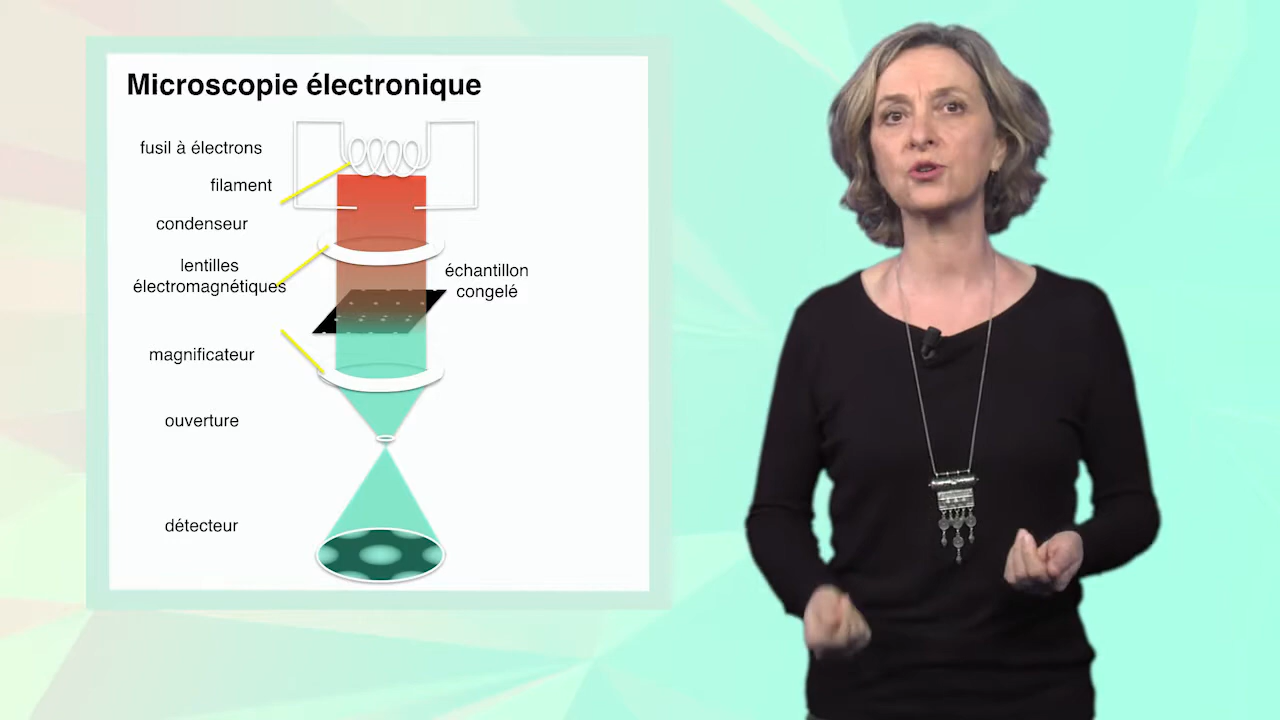 Microscopie électronique
fusil à électrons
filament
condenseur
lentilles
électromagnétiques
échantillon
congelé
magnificateur
ouverture
détecteur